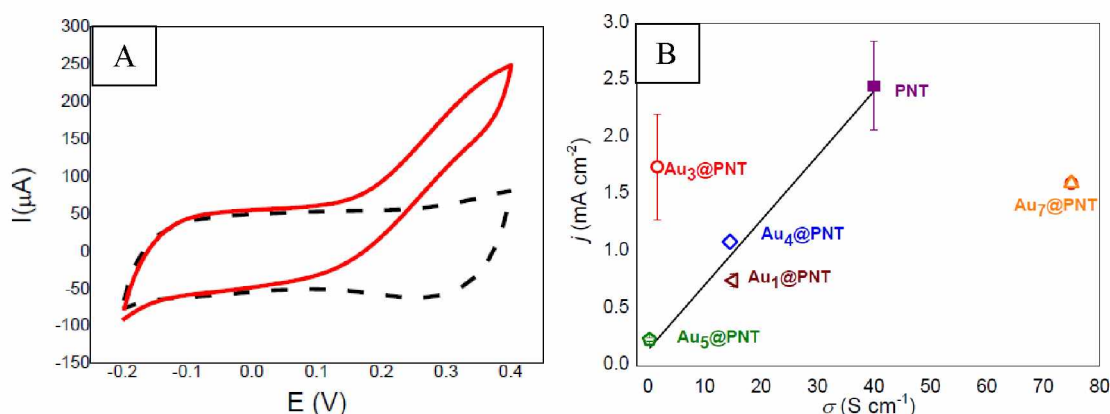 A
300
250
200
150
100
50
0
-50
-100
-150
I(μA)
-0.2 -0.1 0.0 0.1 0.2 0.3 0.4
E (V)
B
3.0
2.5
2.0
1.5
1.0
0.5
0.0
j (mA cm⁻²)
PNT
Au₃@PNT
Au₇@PNT
Au₄@PNT
Au₁@PNT
Au₅@PNT
0 10 20 30 40 50 60 70 80
σ (S cm⁻¹)